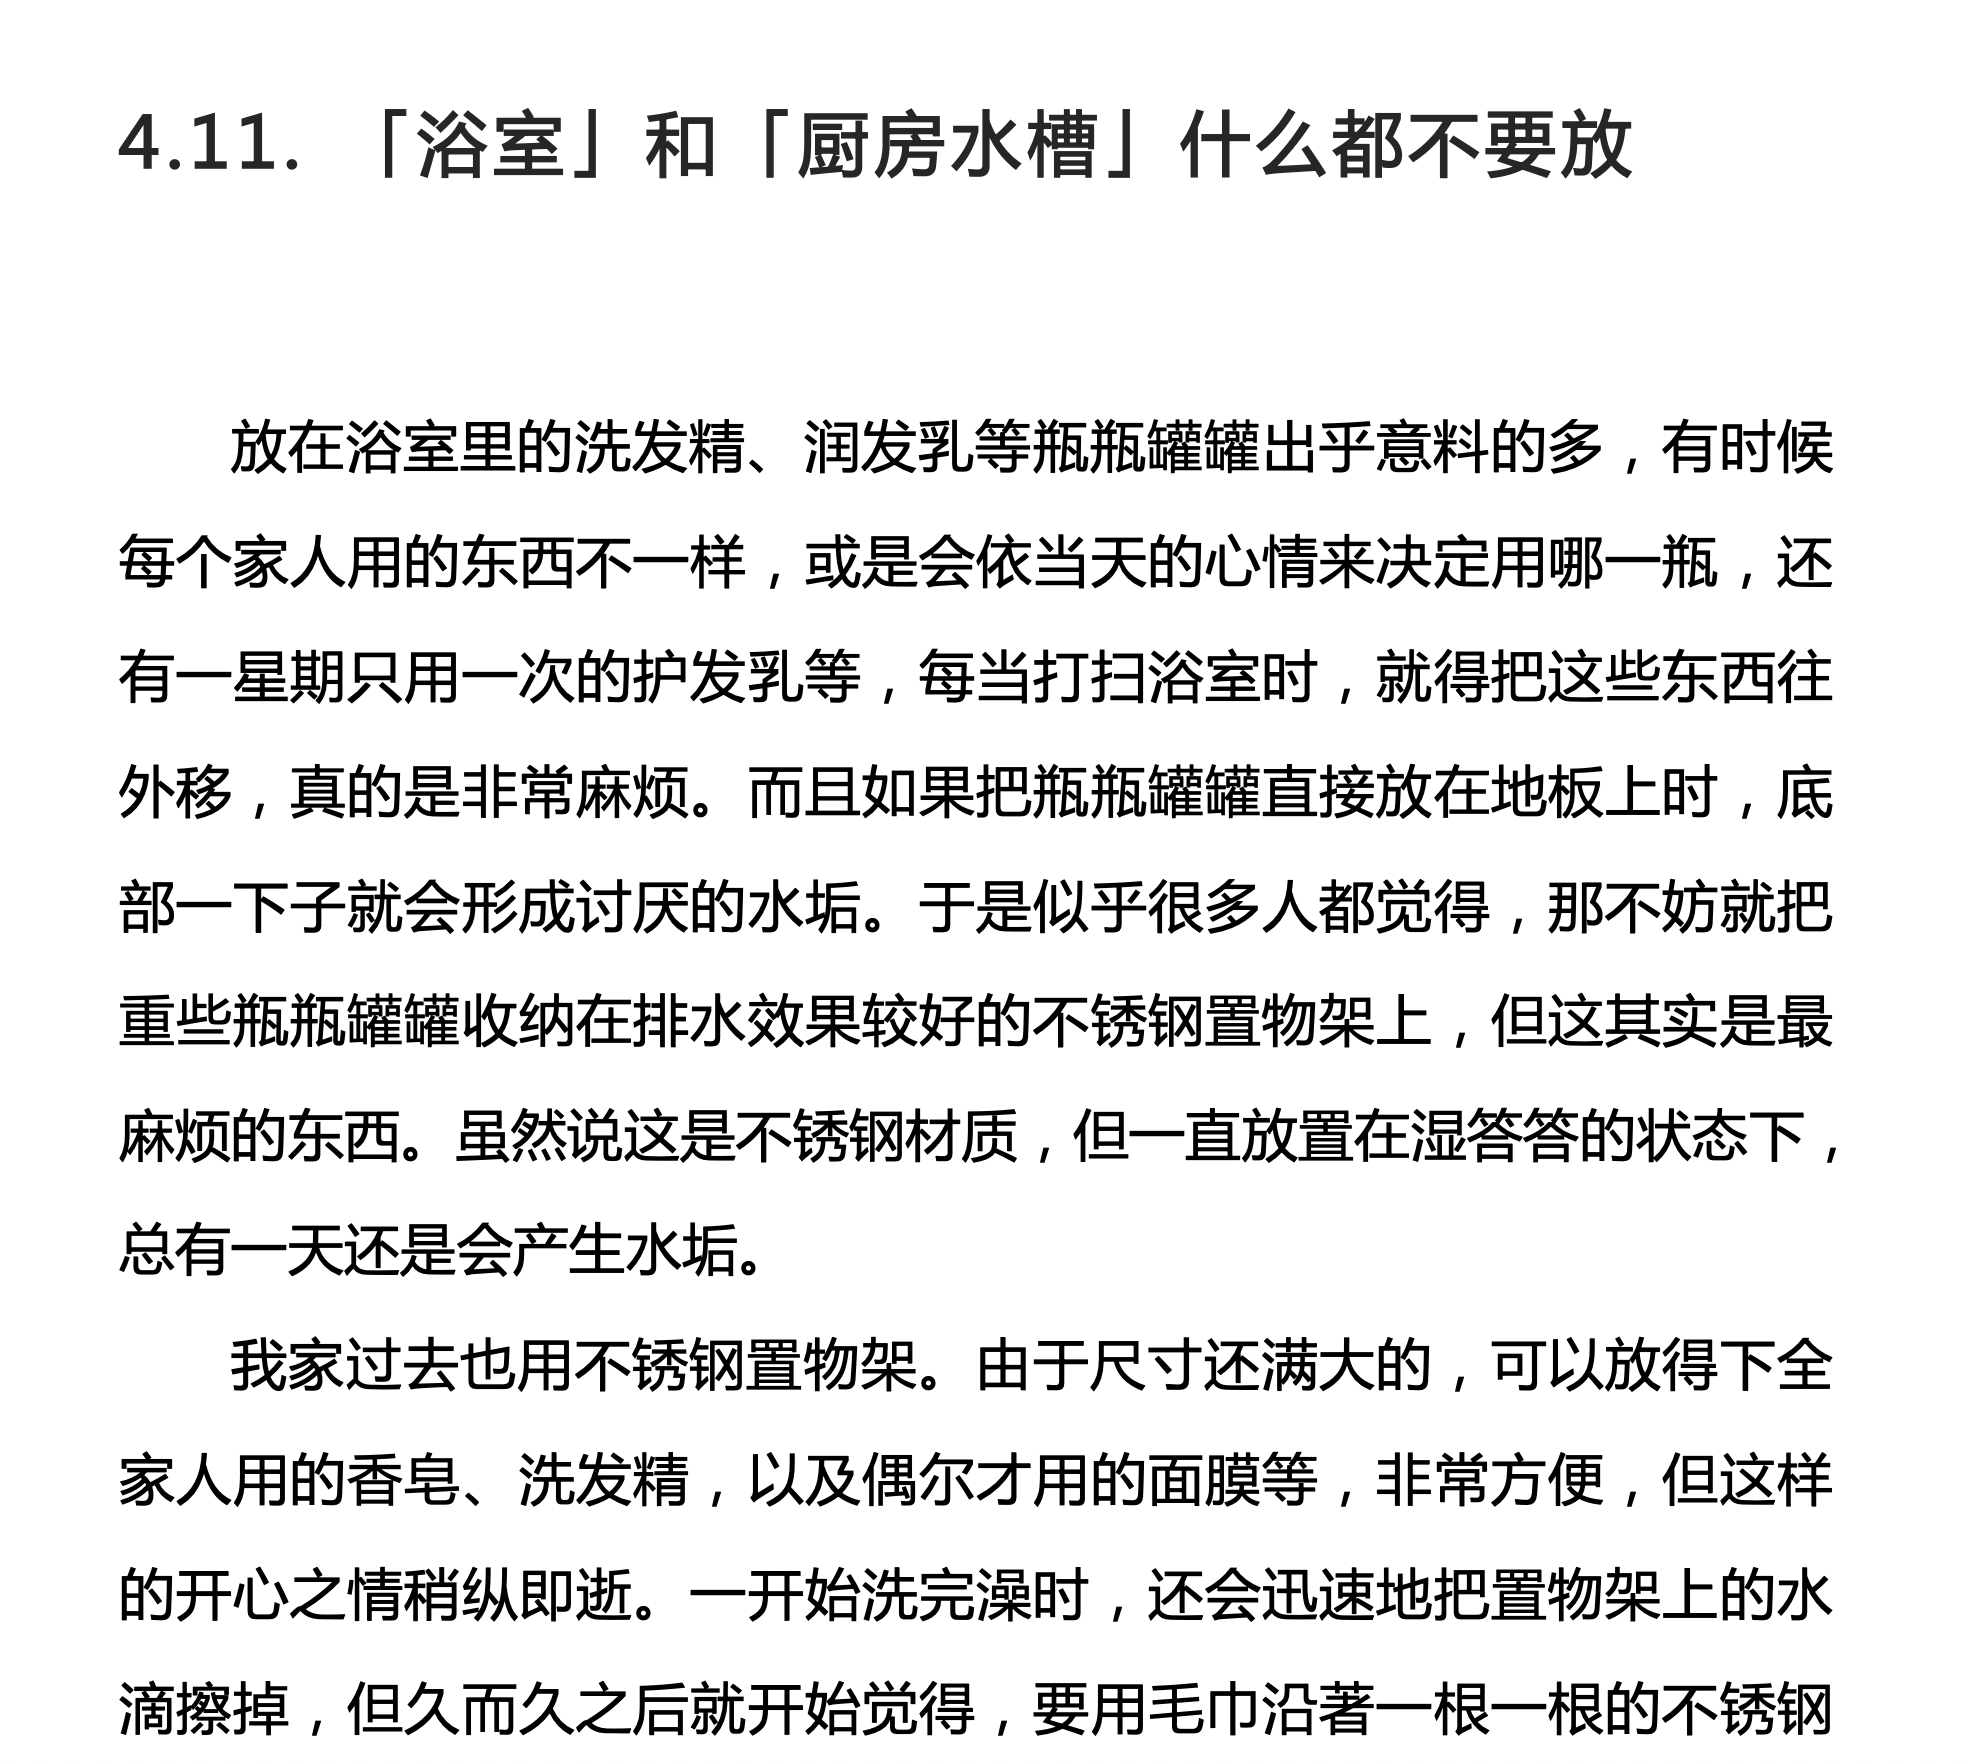 4.11. 「浴室」和「厨房水槽」什么都不要放
放在浴室里的洗发精、润发乳等瓶瓶罐罐出乎意料的多，有时候
每个家人用的东西不一样，或是会依当天的心情来决定用哪一瓶，还
有一星期只用一次的护发乳等，每当打扫浴室时，就得把这些东西往
外移，真的是非常麻烦。而且如果把瓶瓶罐罐直接放在地板上时，底
部一下子就会形成讨厌的水垢。于是似乎很多人都觉得，那不妨就把
重些瓶瓶罐罐收纳在排水效果较好的不锈钢置物架上，但这其实是最
麻烦的东西。虽然说这是不锈钢材质，但一直放置在湿答答的状态下，
总有一天还是会产生水垢。
我家过去也用不锈钢置物架。由于尺寸还满大的，可以放得下全
家人用的香皂、洗发精，以及偶尔才用的面膜等，非常方便，但这样
的开心之情稍纵即逝。一开始洗完澡时，还会迅速地把置物架上的水
滴擦掉，但久而久之后就开始觉得，要用毛巾沿著一根一根的不锈钢